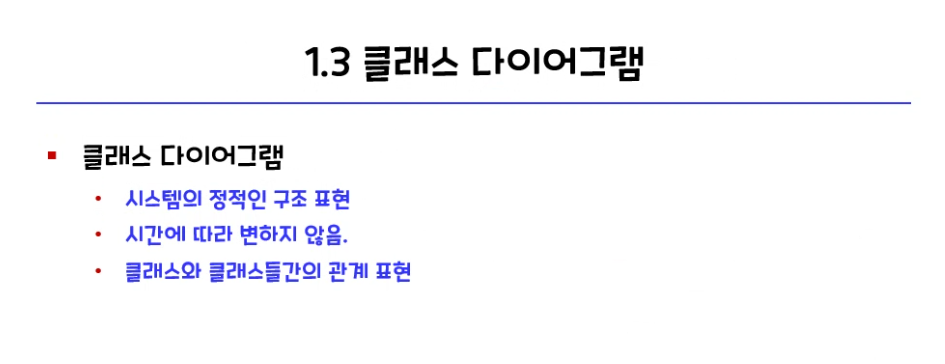 1.3 클래스 다이어그램
클래스 다이어그램
시스템의 정적인 구조 표현
시간에 따라 변하지 않음.
클래스와 클래스들간의 관계 표현